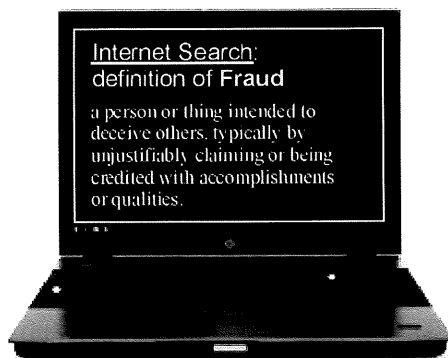 Internet Search:
definition of Fraud
a person or thing intended to
deceive others, typically by
unjustifiably claiming or being
credited with accomplishments
or qualities.